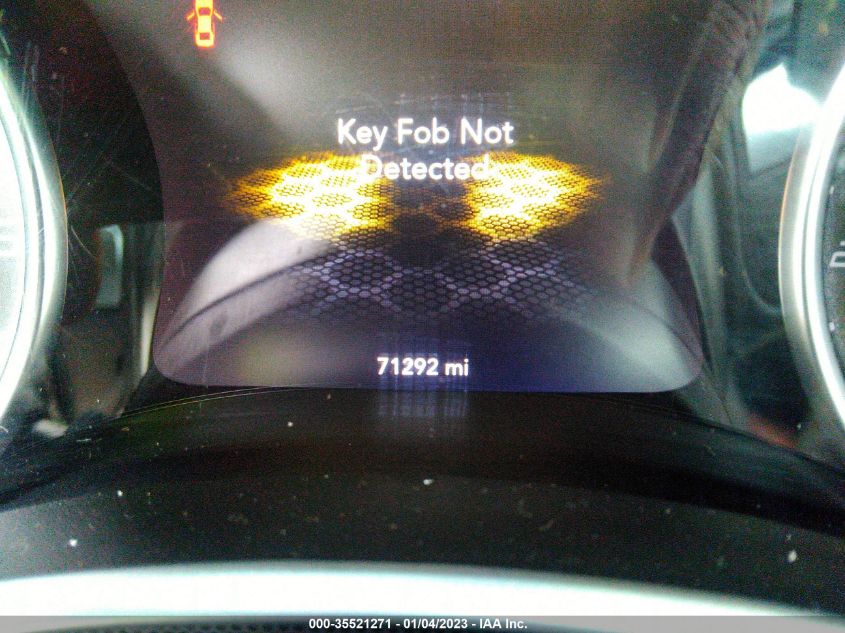 Key Fob Not
Detected
71292 mi
000-35521271 - 01/04/2023 - IAA Inc.